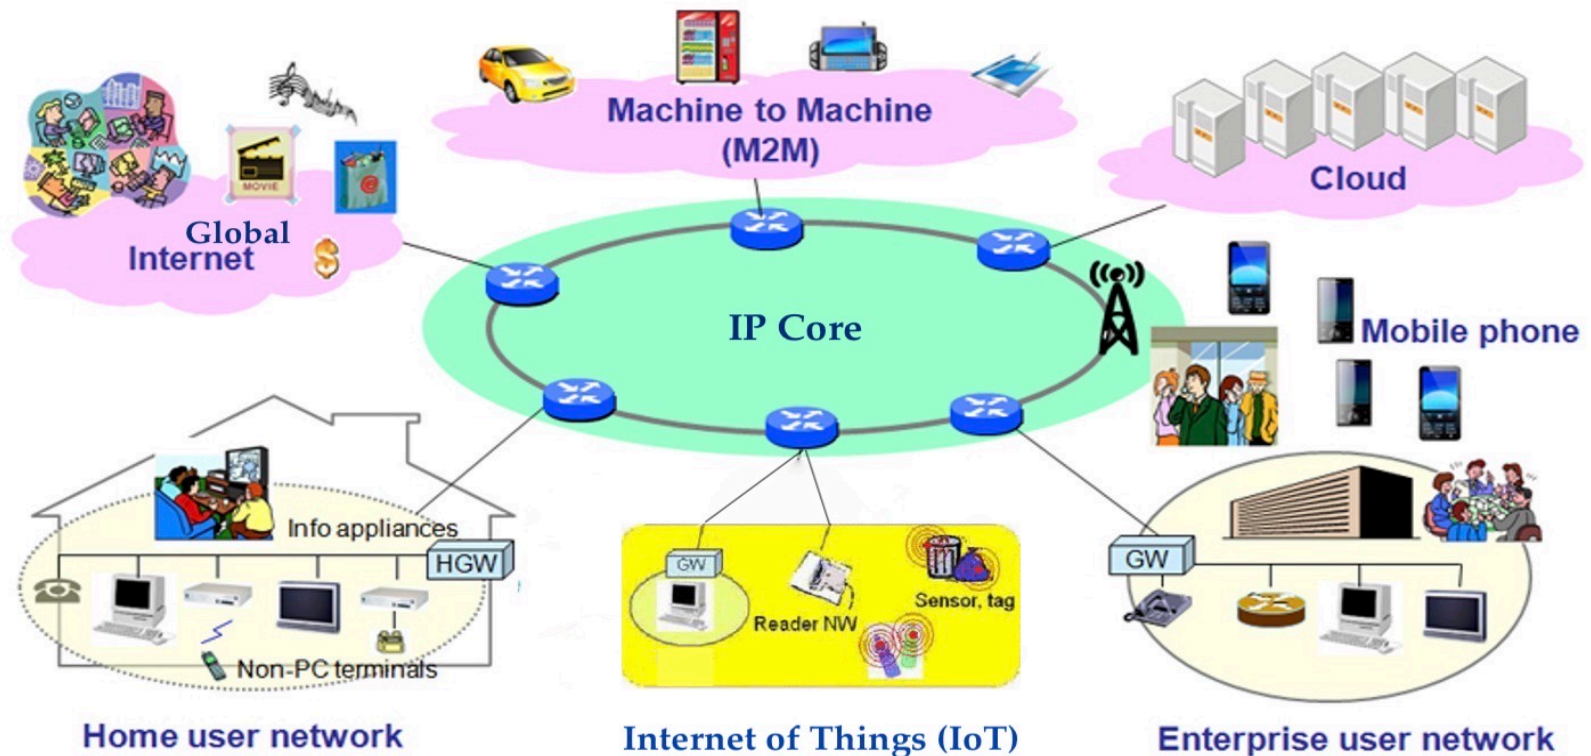 Machine to Machine
(M2M)
Cloud
MOVIE
@
Global
Internet
$
IP Core
Mobile phone
Info appliances
HGW
Non-PC terminals
Home user network
GW
Reader NW
Sensor, tag
Internet of Things (IoT)
GW
Enterprise user network